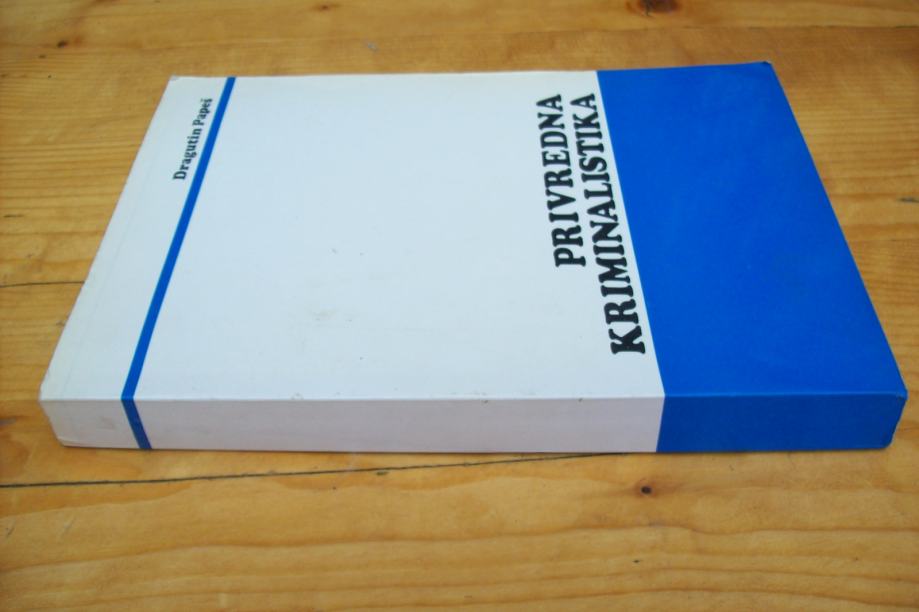 Dragutin Papeš
PRIVREDNA
KRIMINALISTIKA